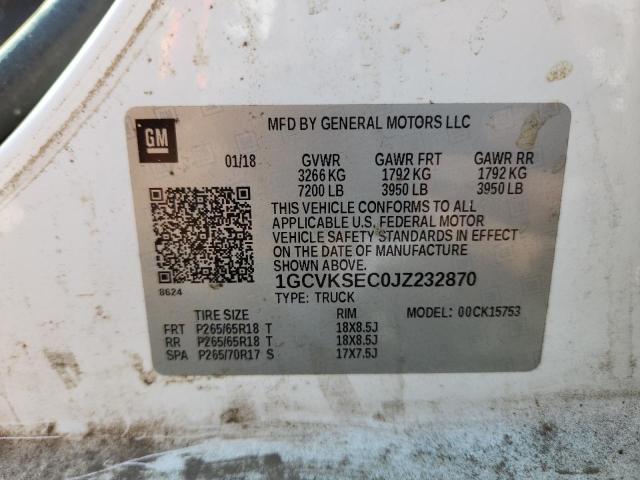 GM
MFD BY GENERAL MOTORS LLC
01/18 GVWR GAWR FRT GAWR RR
3266 KG 1792 KG 1792 KG
7200 LB 3950 LB 3950 LB
THIS VEHICLE CONFORMS TO ALL
APPLICABLE U.S. FEDERAL MOTOR
VEHICLE SAFETY STANDARDS IN EFFECT
ON THE DATE OF MANUFACTURE
SHOWN ABOVE.
1GCVKSEC0JZ232870
8624 TYPE: TRUCK
TIRE SIZE RIM MODEL: 00CK15753
FRT P265/65R18 T 18X8.5J
RR P265/65R18 T 18X8.5J
SPA P265/70R17 S 17X7.5J